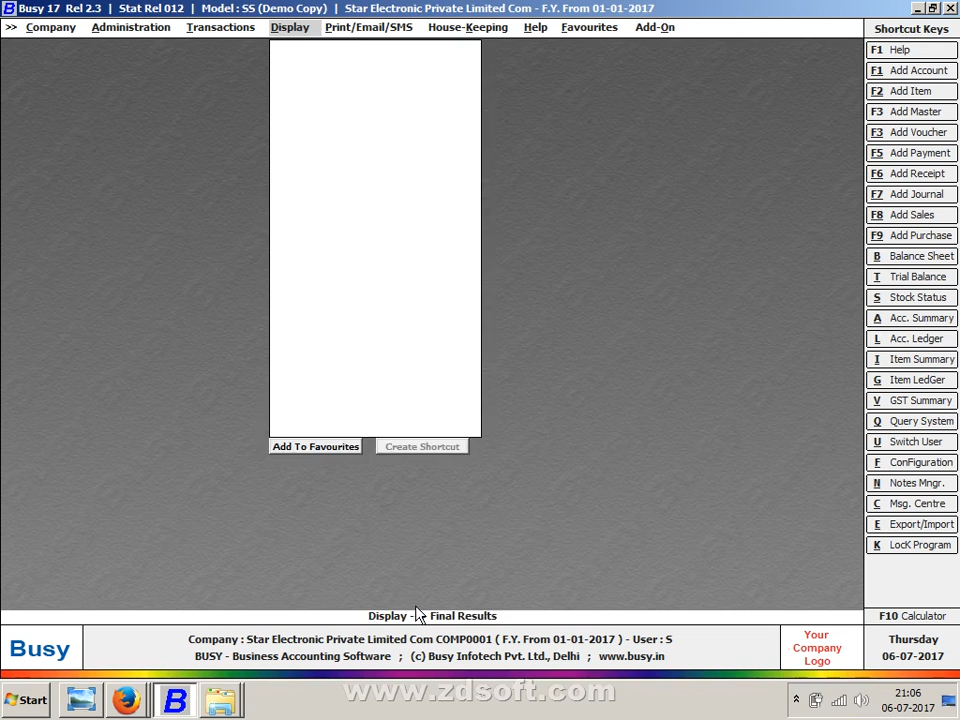 Busy 17 Rel 2.3 | Stat Rel 012 | Model : SS (Demo Copy) | Star Electronic Private Limited Com - F.Y. From 01-01-2017
>> Company Administration Transactions Display Print/Email/SMS House-Keeping Help Favourites Add-On
Shortcut Keys
F1 Help
F1 Add Account
F2 Add Item
F3 Add Master
F3 Add Voucher
F5 Add Payment
F6 Add Receipt
F7 Add Journal
F8 Add Sales
F9 Add Purchase
B Balance Sheet
T Trial Balance
S Stock Status
A Acc. Summary
L Acc. Ledger
I Item Summary
G Item LedGer
V GST Summary
Q Query System
U Switch User
F ConFiguration
N Notes Mngr.
C Msg. Centre
E Export/Import
K LocK Program
Add To Favourites Create Shortcut
Display - Final Results
F10 Calculator
Busy
Company : Star Electronic Private Limited Com COMP0001 ( F.Y. From 01-01-2017 ) - User : S
BUSY - Business Accounting Software ; (c) Busy Infotech Pvt. Ltd., Delhi ; www.busy.in
Your
Company
Logo
Thursday
06-07-2017
Start
www.zdsoft.com
21:06
06-07-2017